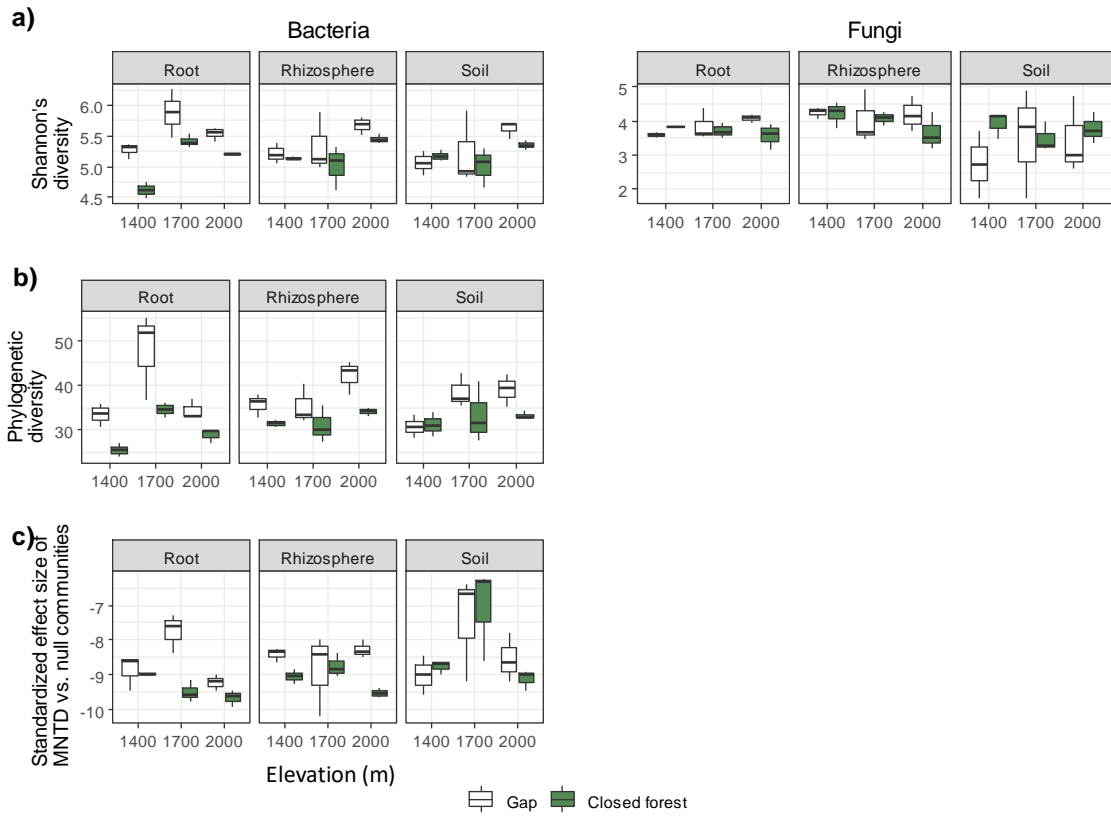 a)
Bacteria
Fungi
Root
Rhizosphere
Soil
Root
Rhizosphere
Soil
Shannon's
diversity
6.0
5.5
5.0
4.5
5
4
3
2
1400 1700 2000
1400 1700 2000
1400 1700 2000
1400 1700 2000
1400 1700 2000
1400 1700 2000
b)
Root
Rhizosphere
Soil
Phylogenetic
diversity
50
40
30
1400 1700 2000
1400 1700 2000
1400 1700 2000
c)
Root
Rhizosphere
Soil
Standardized effect size of
MNTD vs. null communities
-7
-8
-9
-10
1400 1700 2000
1400 1700 2000
1400 1700 2000
Elevation (m)
Gap
Closed forest